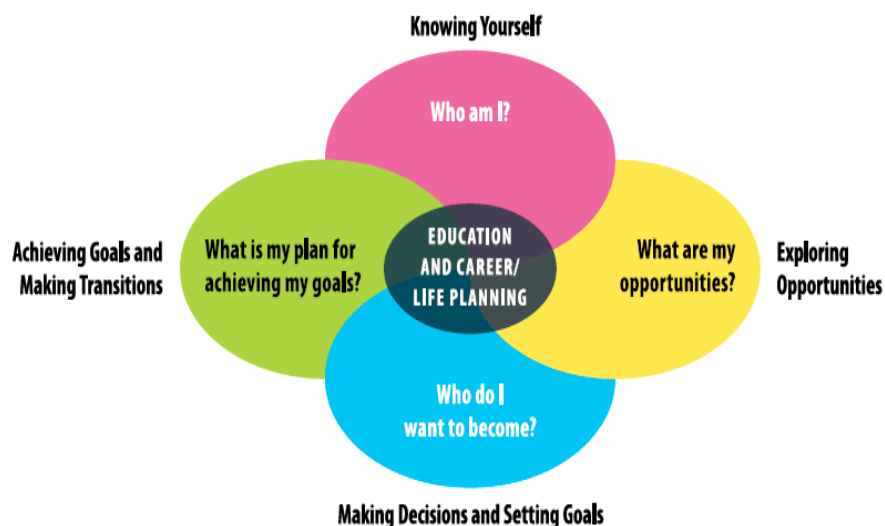 Knowing Yourself
Who am I?
Achieving Goals and
Making Transitions
What is my plan for
achieving my goals?
EDUCATION
AND CAREER/
LIFE PLANNING
What are my
opportunities?
Exploring
Opportunities
Who do I
want to become?
Making Decisions and Setting Goals